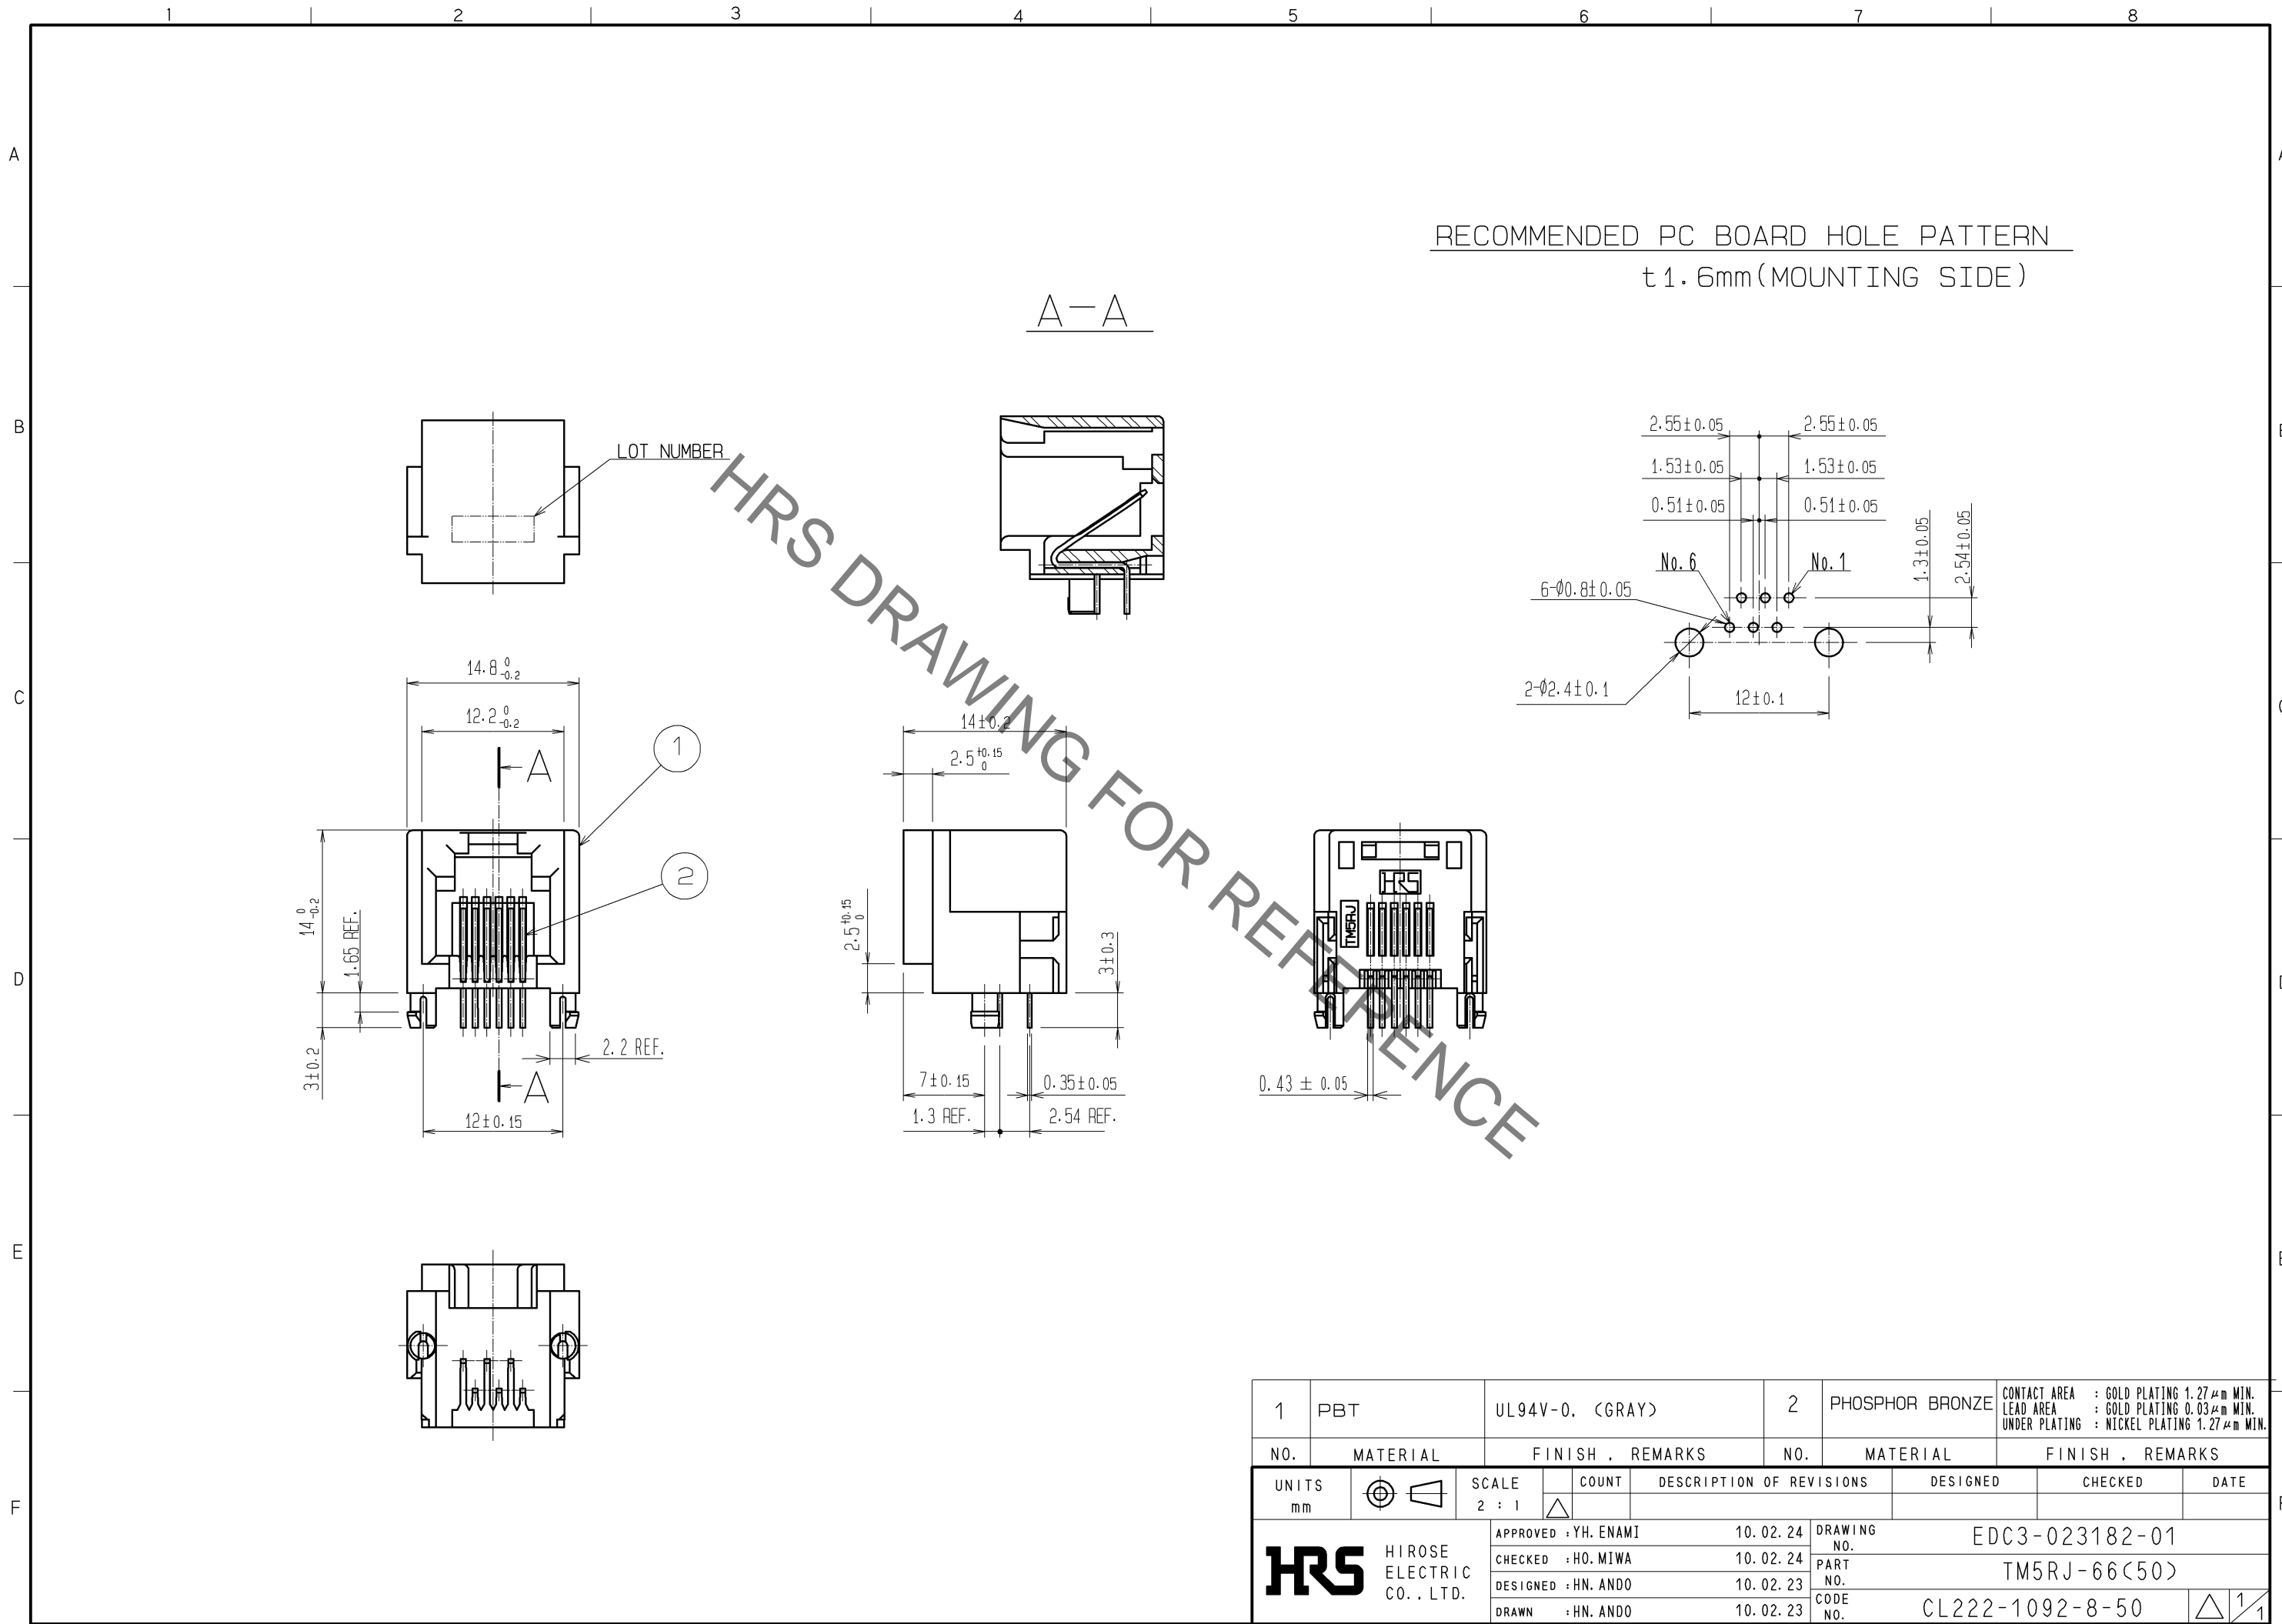 1 2 3 4 5 6 7 8
A
B
C
D
E
F
RECOMMENDED PC BOARD HOLE PATTERN
t1.6mm(MOUNTING SIDE)
A-A
LOT NUMBER
HRS DRAWING FOR REFERENCE
2.55±0.05 2.55±0.05
1.53±0.05 1.53±0.05
0.51±0.05 0.51±0.05
1.3±0.05
2.54±0.05
No.6 No.1
6-Ø0.8±0.05
2-Ø2.4±0.1
12±0.1
14.8 0 -0.2
12.2 0 -0.2
A
1
2
14 0 -0.2
1.65 REF.
3±0.2
2.2 REF.
A
12±0.15
14±0.2
2.5 +0.15 0
2.5 +0.15 0
3±0.3
7±0.15 0.35±0.05
1.3 REF. 2.54 REF.
HRS
TM5RJ
0.43 ± 0.05
1 PBT UL94V-0. (GRAY) 2 PHOSPHOR BRONZE
CONTACT AREA : GOLD PLATING 1.27μm MIN.
LEAD AREA : GOLD PLATING 0.03μm MIN.
UNDER PLATING : NICKEL PLATING 1.27μm MIN.
NO. MATERIAL FINISH , REMARKS NO. MATERIAL FINISH , REMARKS
UNITS mm
SCALE 2 : 1
COUNT DESCRIPTION OF REVISIONS DESIGNED CHECKED DATE
HRS HIROSE ELECTRIC CO., LTD.
APPROVED : YH. ENAMI 10.02.24
CHECKED : HO. MIWA 10.02.24
DESIGNED : HN. ANDO 10.02.23
DRAWN : HN. ANDO 10.02.23
DRAWING NO. EDC3-023182-01
PART NO. TM5RJ-66(50)
CODE NO. CL222-1092-8-50
1/1